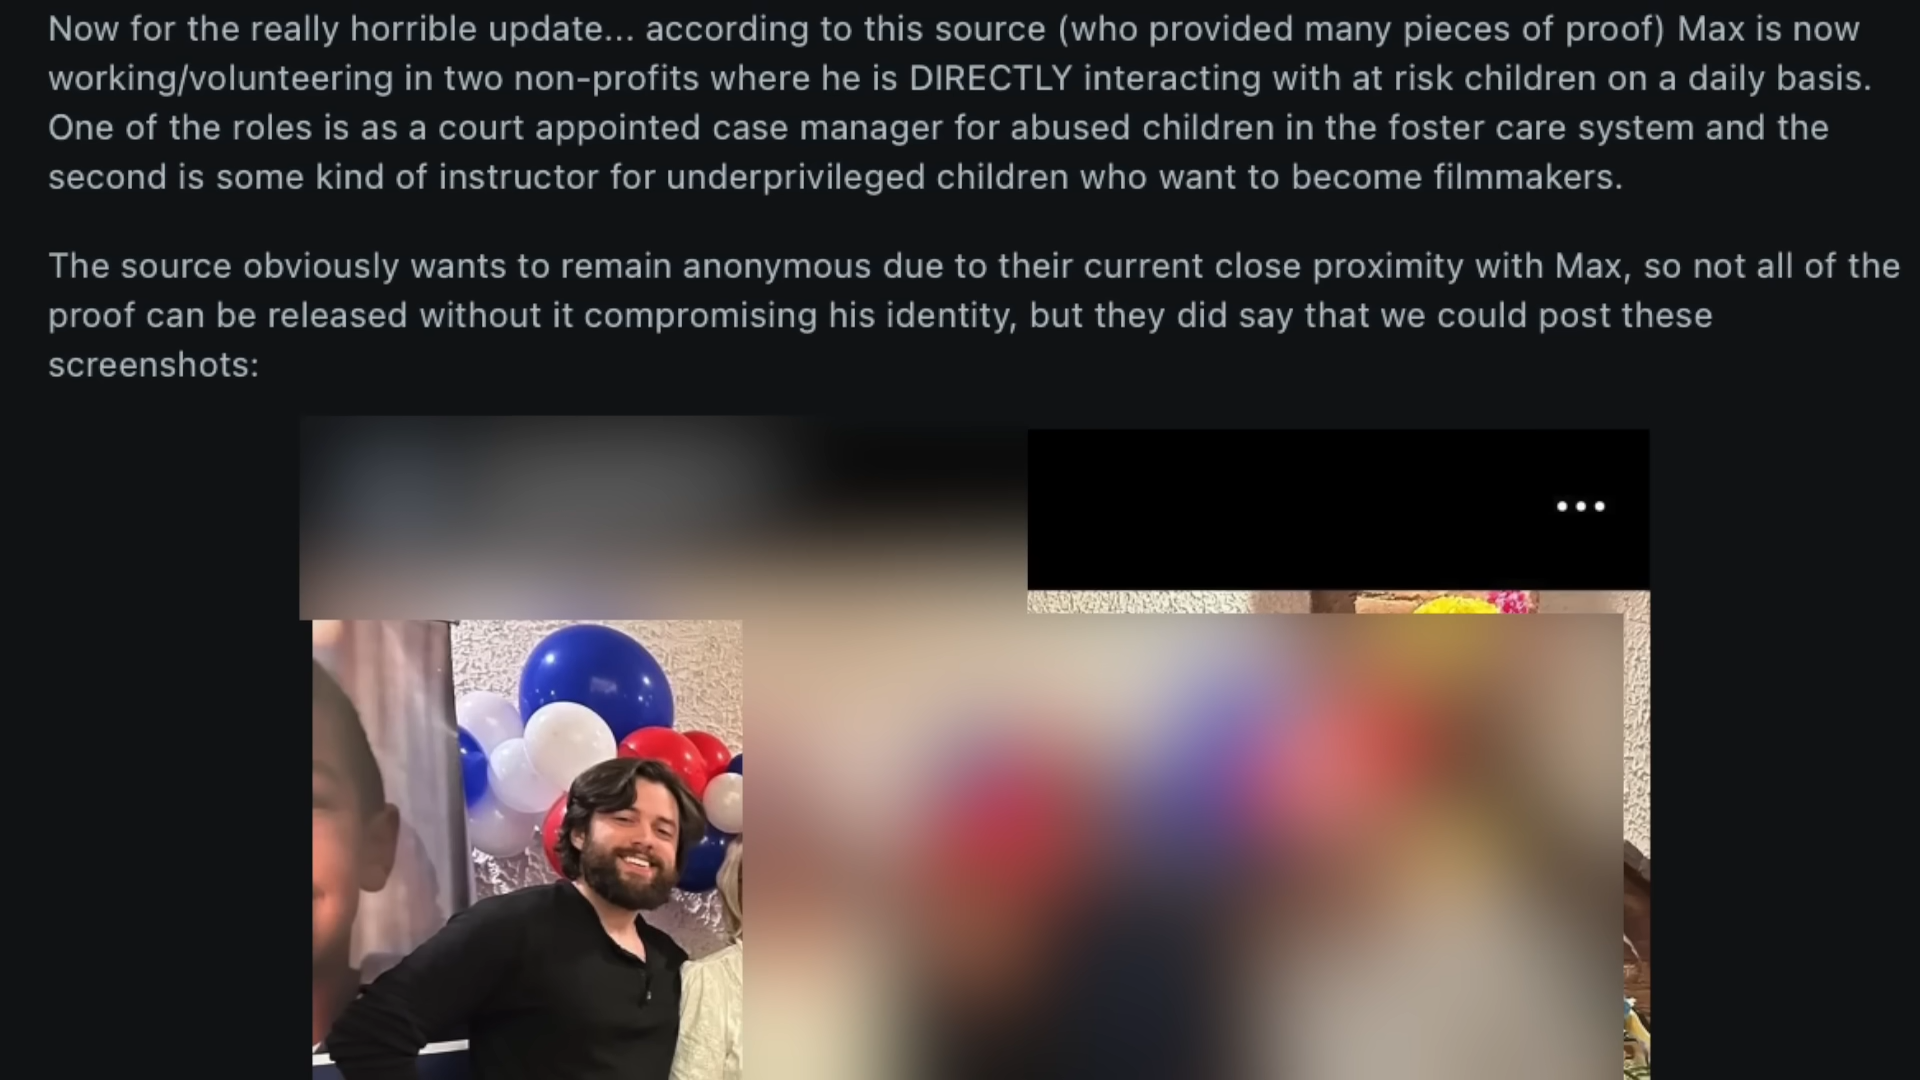 Now for the really horrible update... according to this source (who provided many pieces of proof) Max is now
working/volunteering in two non-profits where he is DIRECTLY interacting with at risk children on a daily basis.
One of the roles is as a court appointed case manager for abused children in the foster care system and the
second is some kind of instructor for underprivileged children who want to become filmmakers.
The source obviously wants to remain anonymous due to their current close proximity with Max, so not all of the
proof can be released without it compromising his identity, but they did say that we could post these
screenshots: